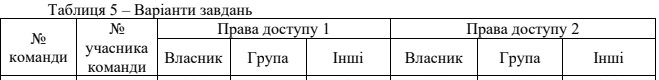 Таблиця 5 – Варіанти завдань
№ команди
№ учасника команди
Права доступу 1
Права доступу 2
Власник Група Інші Власник Група Інші